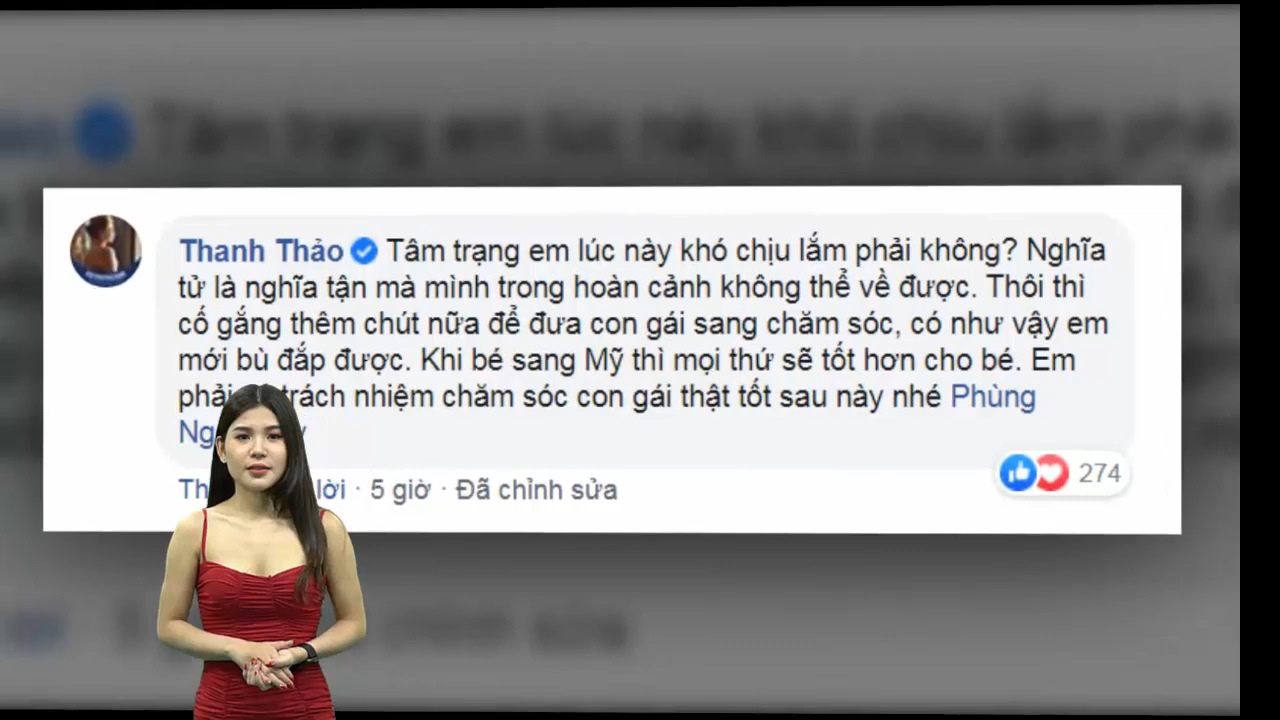 Thanh Thảo Tâm trạng em lúc này khó chịu lắm phải không? Nghĩa
tử là nghĩa tận mà mình trong hoàn cảnh không thể về được. Thôi thì
cố gắng thêm chút nữa để đưa con gái sang chăm sóc, có như vậy em
mới bù đắp được. Khi bé sang Mỹ thì mọi thứ sẽ tốt hơn cho bé. Em
phải trách nhiệm chăm sóc con gái thật tốt sau này nhé Phùng
lời · 5 giờ · Đã chỉnh sửa
274